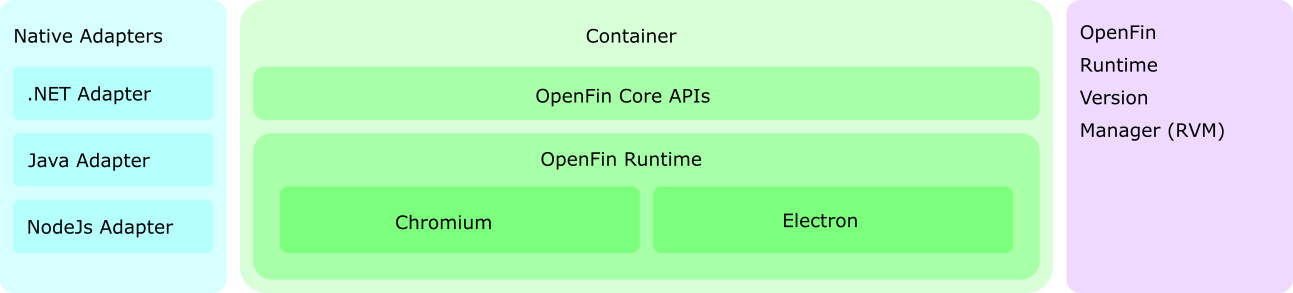 Native Adapters
.NET Adapter
Java Adapter
NodeJs Adapter
Container
OpenFin Core APIs
OpenFin Runtime
Chromium
Electron
OpenFin
Runtime
Version
Manager (RVM)